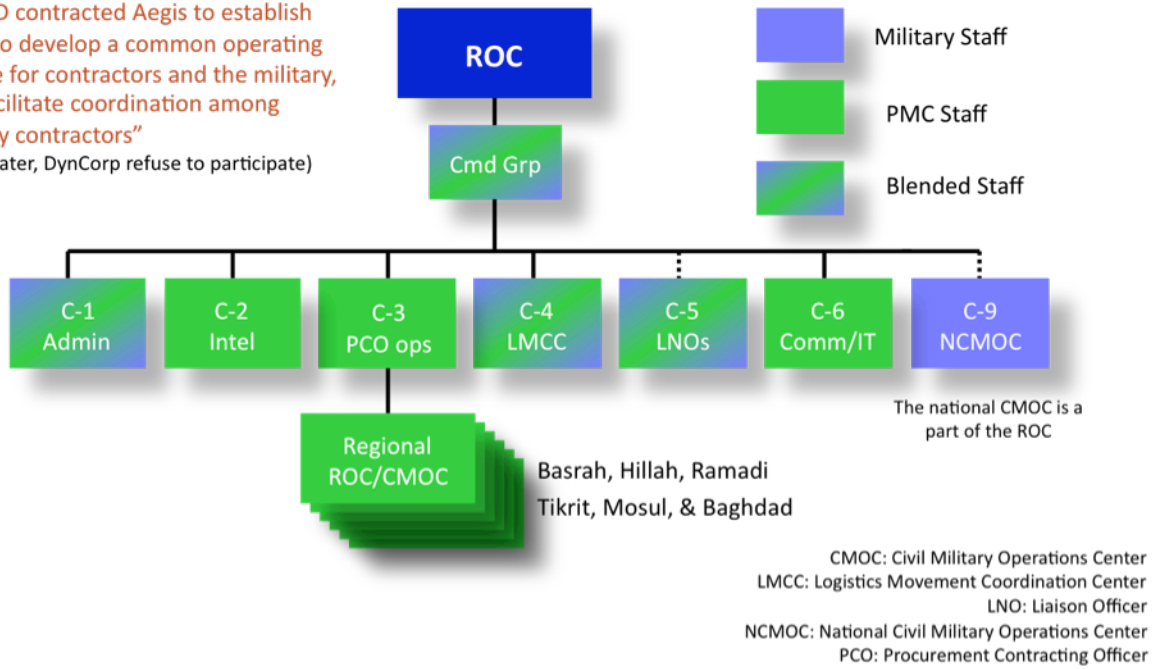 D contracted Aegis to establish
o develop a common operating
e for contractors and the military,
cilitate coordination among
y contractors”
ater, DynCorp refuse to participate)
ROC
Cmd Grp
Military Staff
PMC Staff
Blended Staff
C-1
Admin
C-2
Intel
C-3
PCO ops
C-4
LMCC
C-5
LNOs
C-6
Comm/IT
C-9
NCMOC
The national CMOC is a
part of the ROC
Regional
ROC/CMOC
Basrah, Hillah, Ramadi
Tikrit, Mosul, & Baghdad
CMOC: Civil Military Operations Center
LMCC: Logistics Movement Coordination Center
LNO: Liaison Officer
NCMOC: National Civil Military Operations Center
PCO: Procurement Contracting Officer